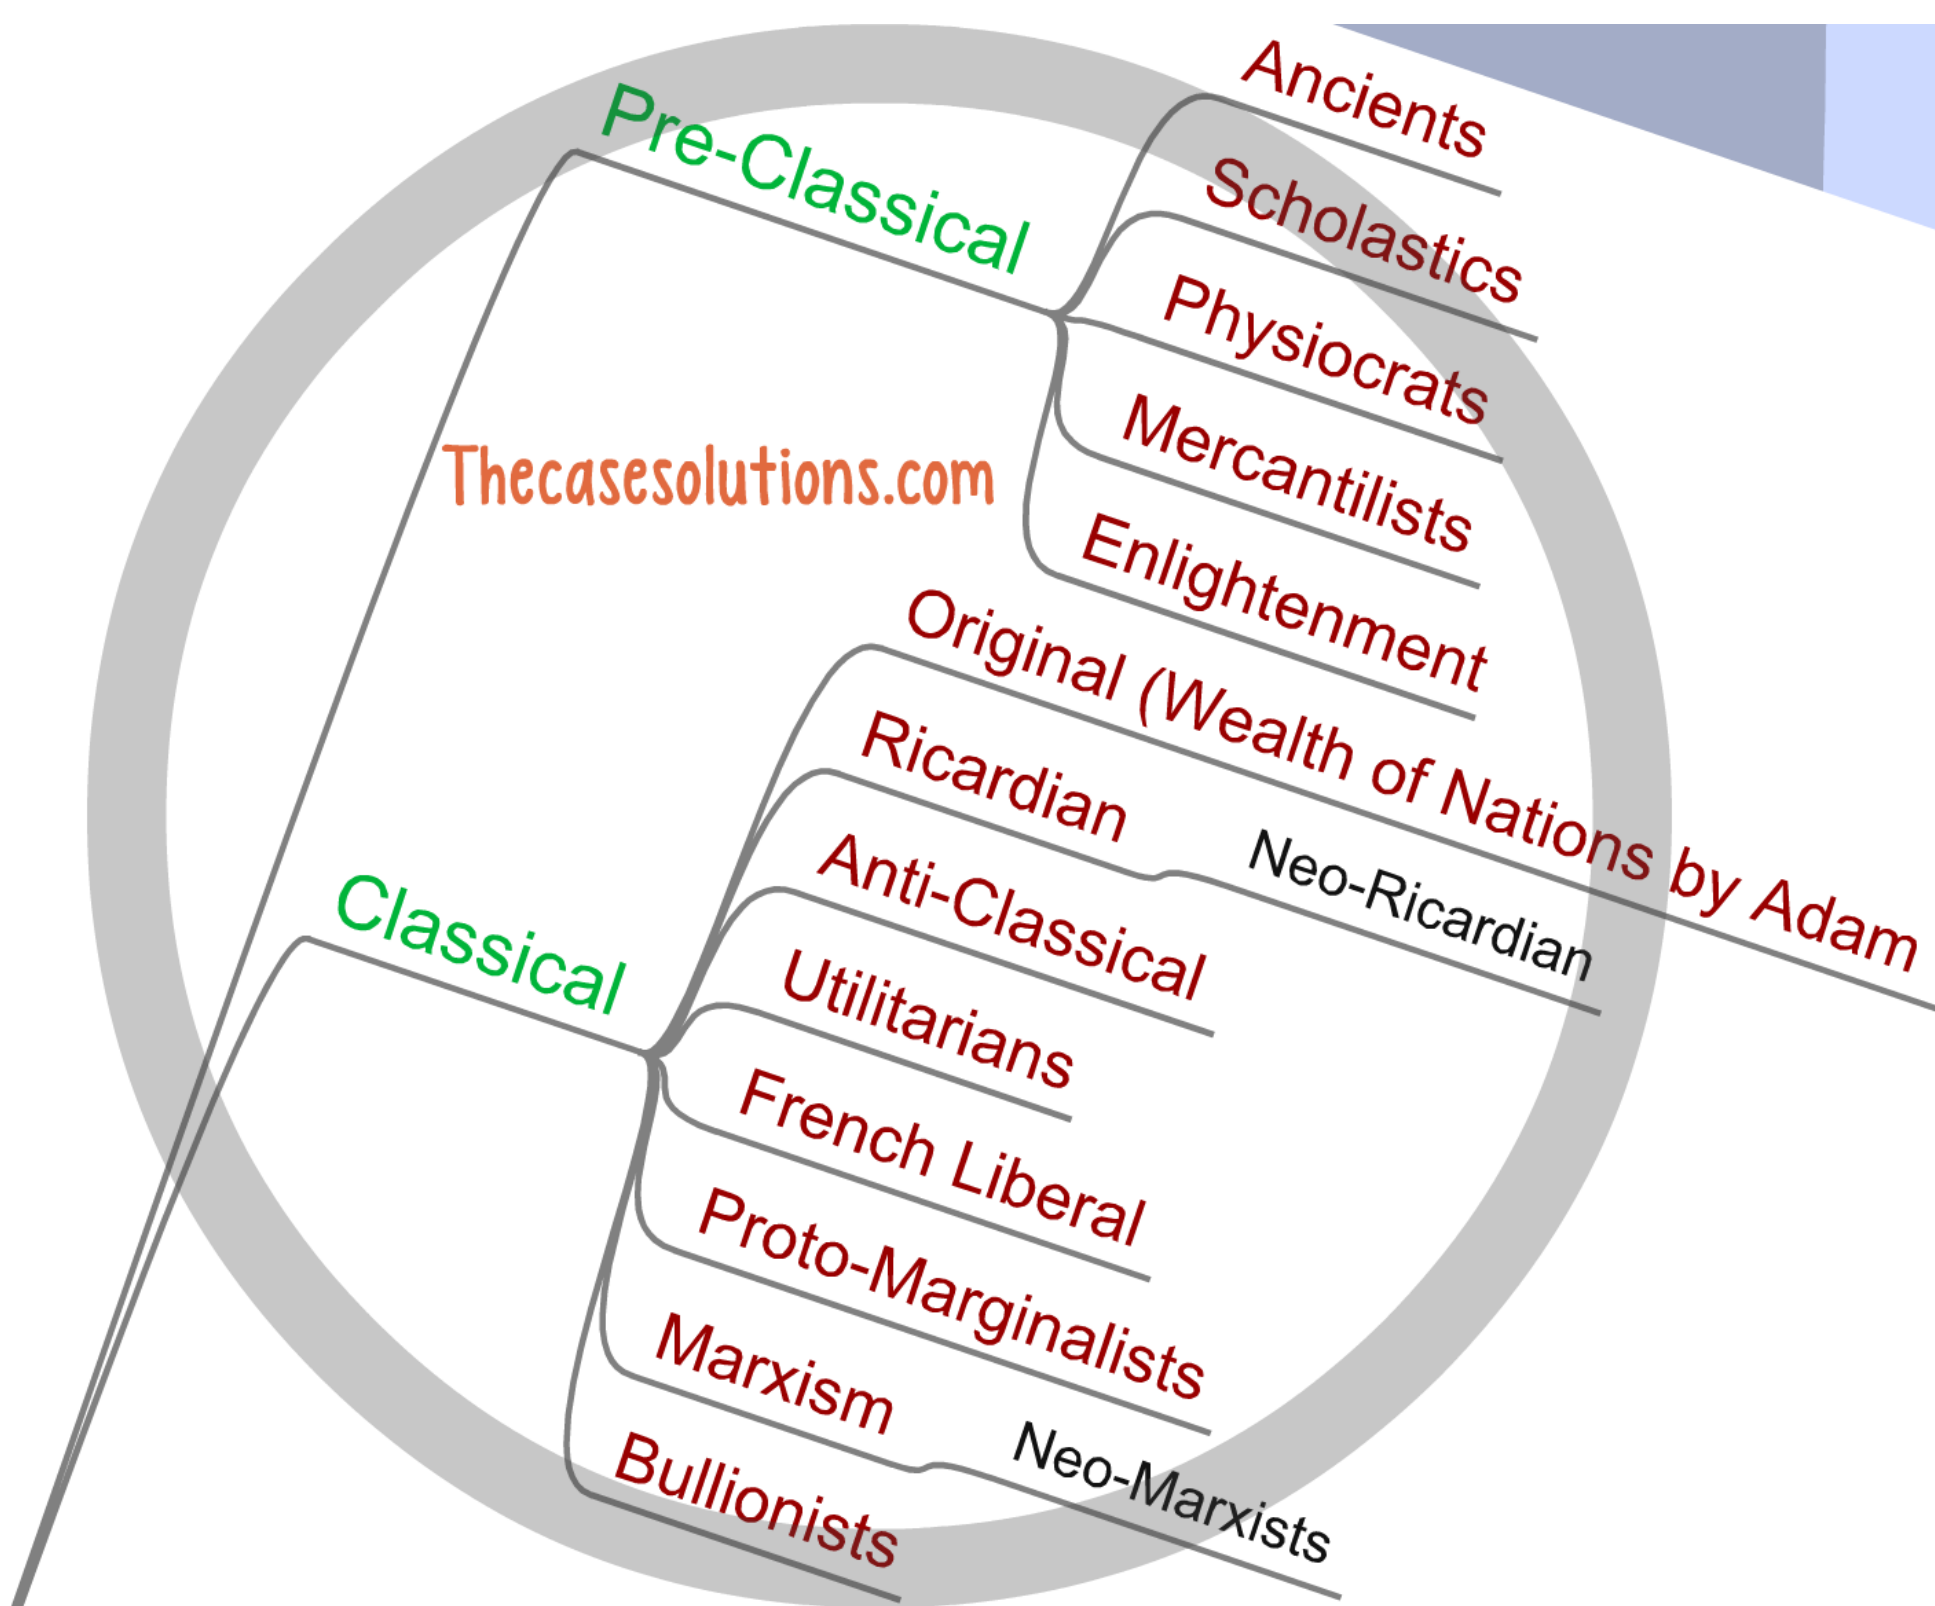 Pre-Classical
Ancients
Scholastics
Physiocrats
Mercantilists
Enlightenment
Thecasesolutions.com
Classical
Original (Wealth of Nations by Adam
Ricardian
Neo-Ricardian
Anti-Classical
Utilitarians
French Liberal
Proto-Marginalists
Marxism
Neo-Marxists
Bullionists